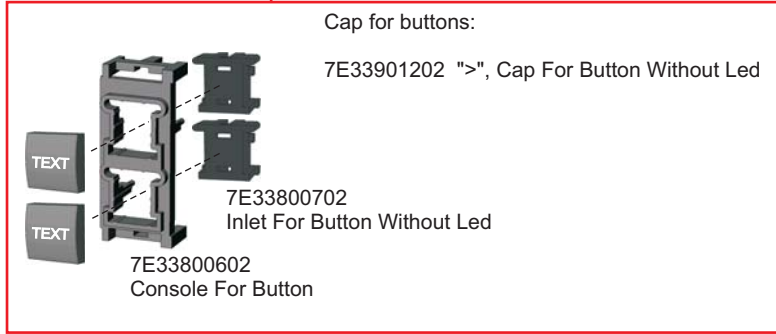 Cap for buttons:
7E33901202 ">", Cap For Button Without Led
TEXT
TEXT
7E33800702
Inlet For Button Without Led
7E33800602
Console For Button